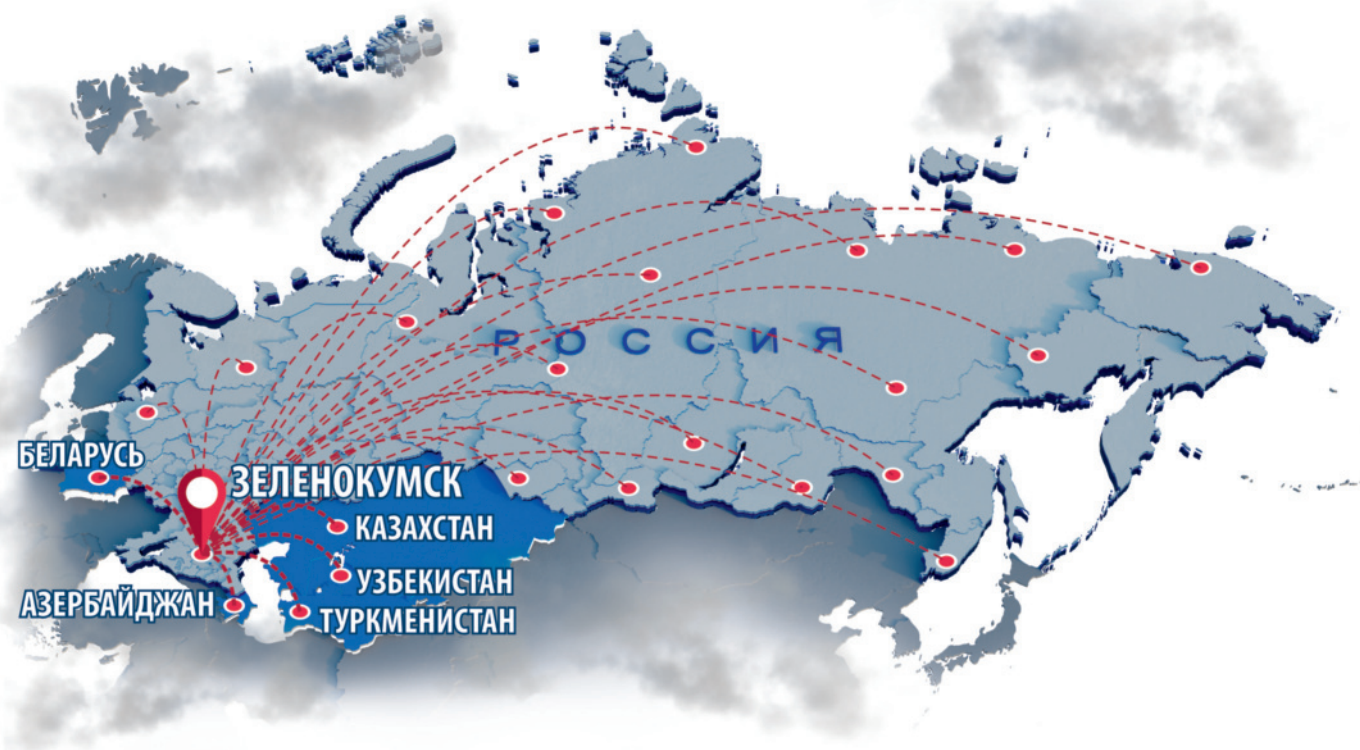 РОССИЯ
БЕЛАРУСЬ
ЗЕЛЕНОКУМСК
КАЗАХСТАН
УЗБЕКИСТАН
АЗЕРБАЙДЖАН
ТУРКМЕНИСТАН